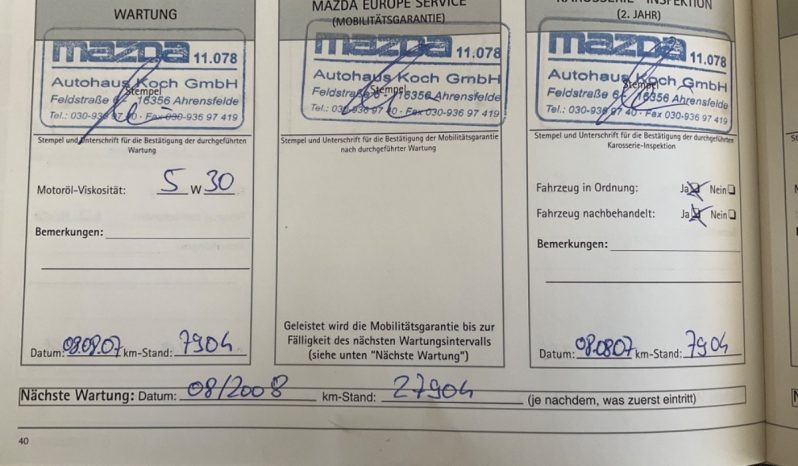 WARTUNG
mazda 11.078
Autohaus Koch GmbH
Stempel
Feldstraße 6 - 16356 Ahrensfelde
Tel.: 030-936 97 40 · Fax 030-936 97 419
Stempel und Unterschrift für die Bestätigung der durchgeführten
Wartung
Motoröl-Viskosität: 5 W 30
Bemerkungen:
Datum: 08.08.07 km-Stand: 7904
MAZDA EUROPE SERVICE
(MOBILITÄTSGARANTIE)
mazda 11.078
Autohaus Koch GmbH
Stempel
Feldstraße 6 - 16356 Ahrensfelde
Tel.: 030-936 97 40 · Fax 030-936 97 419
Stempel und Unterschrift für die Bestätigung der Mobilitätsgarantie
nach durchgeführter Wartung
Geleistet wird die Mobilitätsgarantie bis zur
Fälligkeit des nächsten Wartungsintervalls
(siehe unten "Nächste Wartung")
KAROSSERIE - INSPEKTION
(2. JAHR)
mazda 11.078
Autohaus Koch GmbH
Stempel
Feldstraße 6 - 16356 Ahrensfelde
Tel.: 030-936 97 40 · Fax 030-936 97 419
Stempel und Unterschrift für die Bestätigung der durchgeführten
Karosserie-Inspektion
Fahrzeug in Ordnung: Ja Nein
Fahrzeug nachbehandelt: Ja Nein
Bemerkungen:
Datum: 08.08.07 km-Stand: 7904
Nächste Wartung: Datum: 08/2008 km-Stand: 27904 (je nachdem, was zuerst eintritt)
40